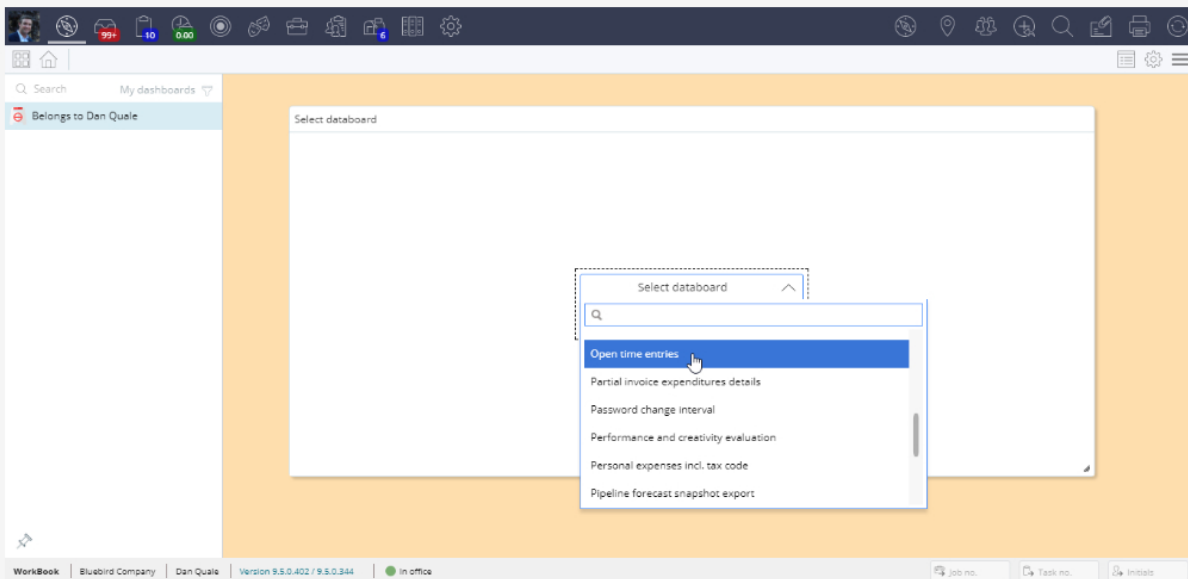 99+
10
0.00
6
Search
My dashboards
Belongs to Dan Quale
Select databoard
Select databoard
Open time entries
Partial invoice expenditures details
Password change interval
Performance and creativity evaluation
Personal expenses incl. tax code
Pipeline forecast snapshot export
WorkBook
Bluebird Company
Dan Quale
Version 9.5.0.402 / 9.5.0.344
In office
Job no.
Task no.
Initials